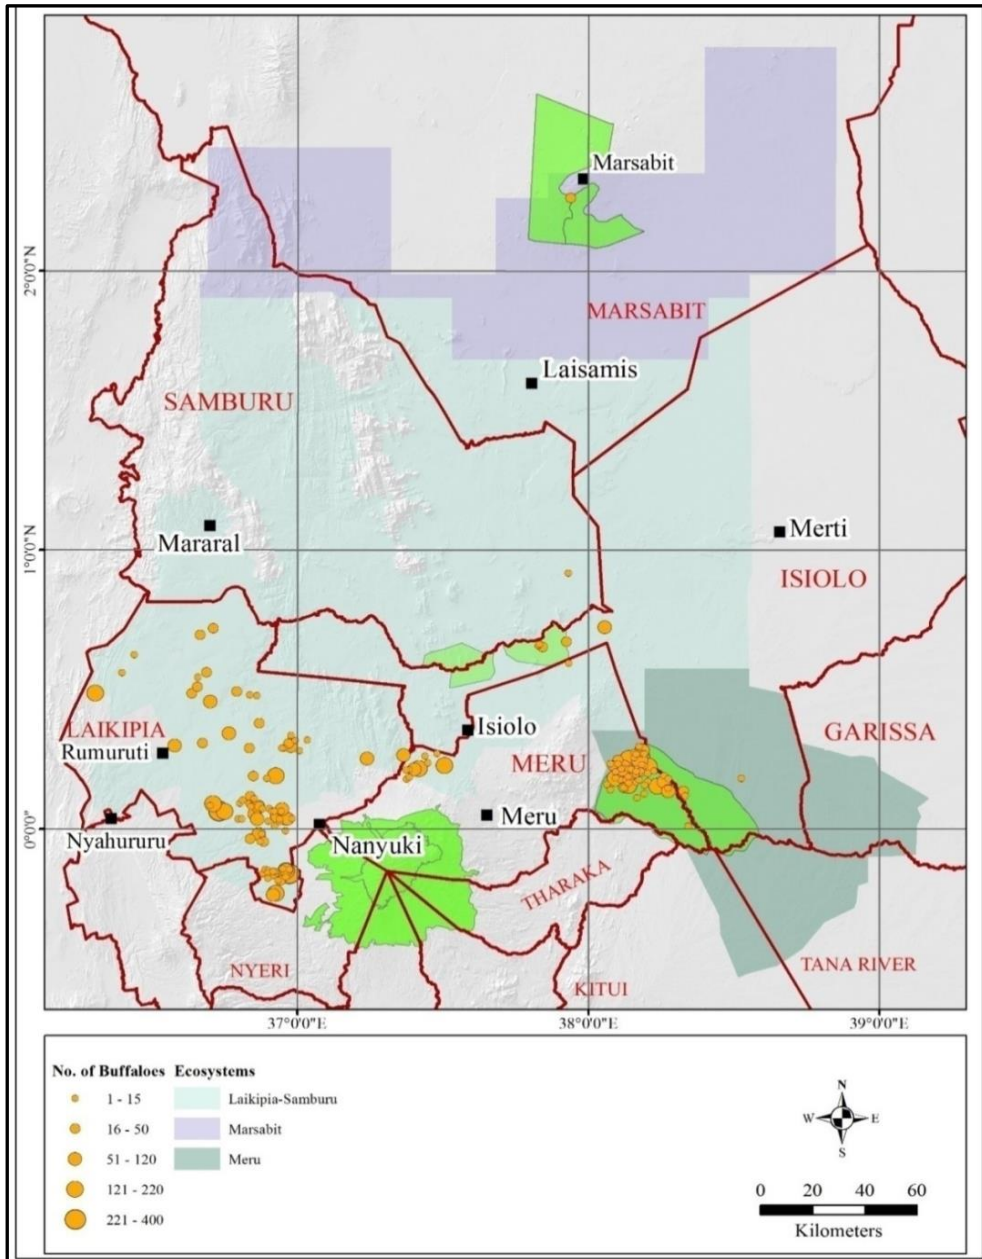 Marsabit
2°0'0"N
MARSABIT
Laisamis
SAMBURU
Mararal
Merti
1°0'0"N
ISIOLO
LAIKIPIA
Isiolo
GARISSA
Rumuruti
MERU
Meru
Nyahururu
0°0'0"
Nanyuki
THARAKA
NYERI
KITUI
TANA RIVER
37°0'0"E
38°0'0"E
39°0'0"E
No. of Buffaloes
1 - 15
16 - 50
51 - 120
121 - 220
221 - 400
Ecosystems
Laikipia-Samburu
Marsabit
Meru
N
W
E
S
0 20 40 60
Kilometers